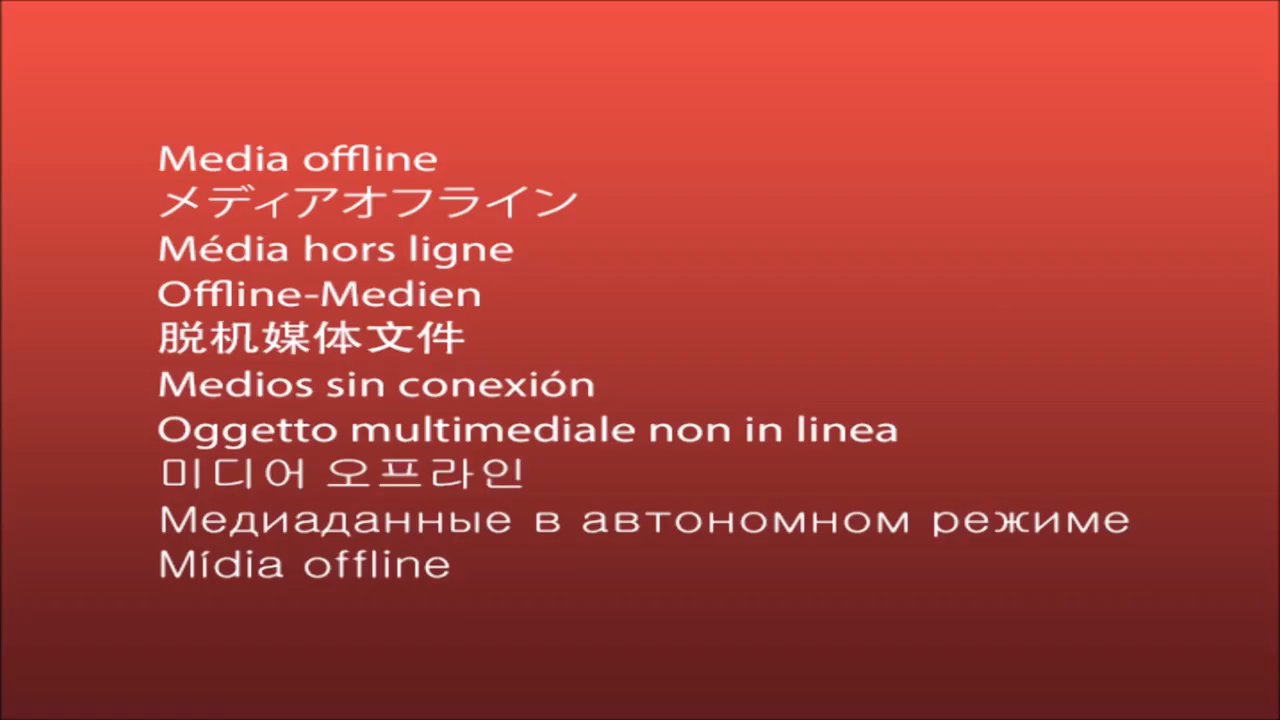 Media offline
メディアオフライン
Média hors ligne
Offline-Medien
脱机媒体文件
Medios sin conexión
Oggetto multimediale non in linea
미디어 오프라인
Медиаданные в автономном режиме
Mídia offline